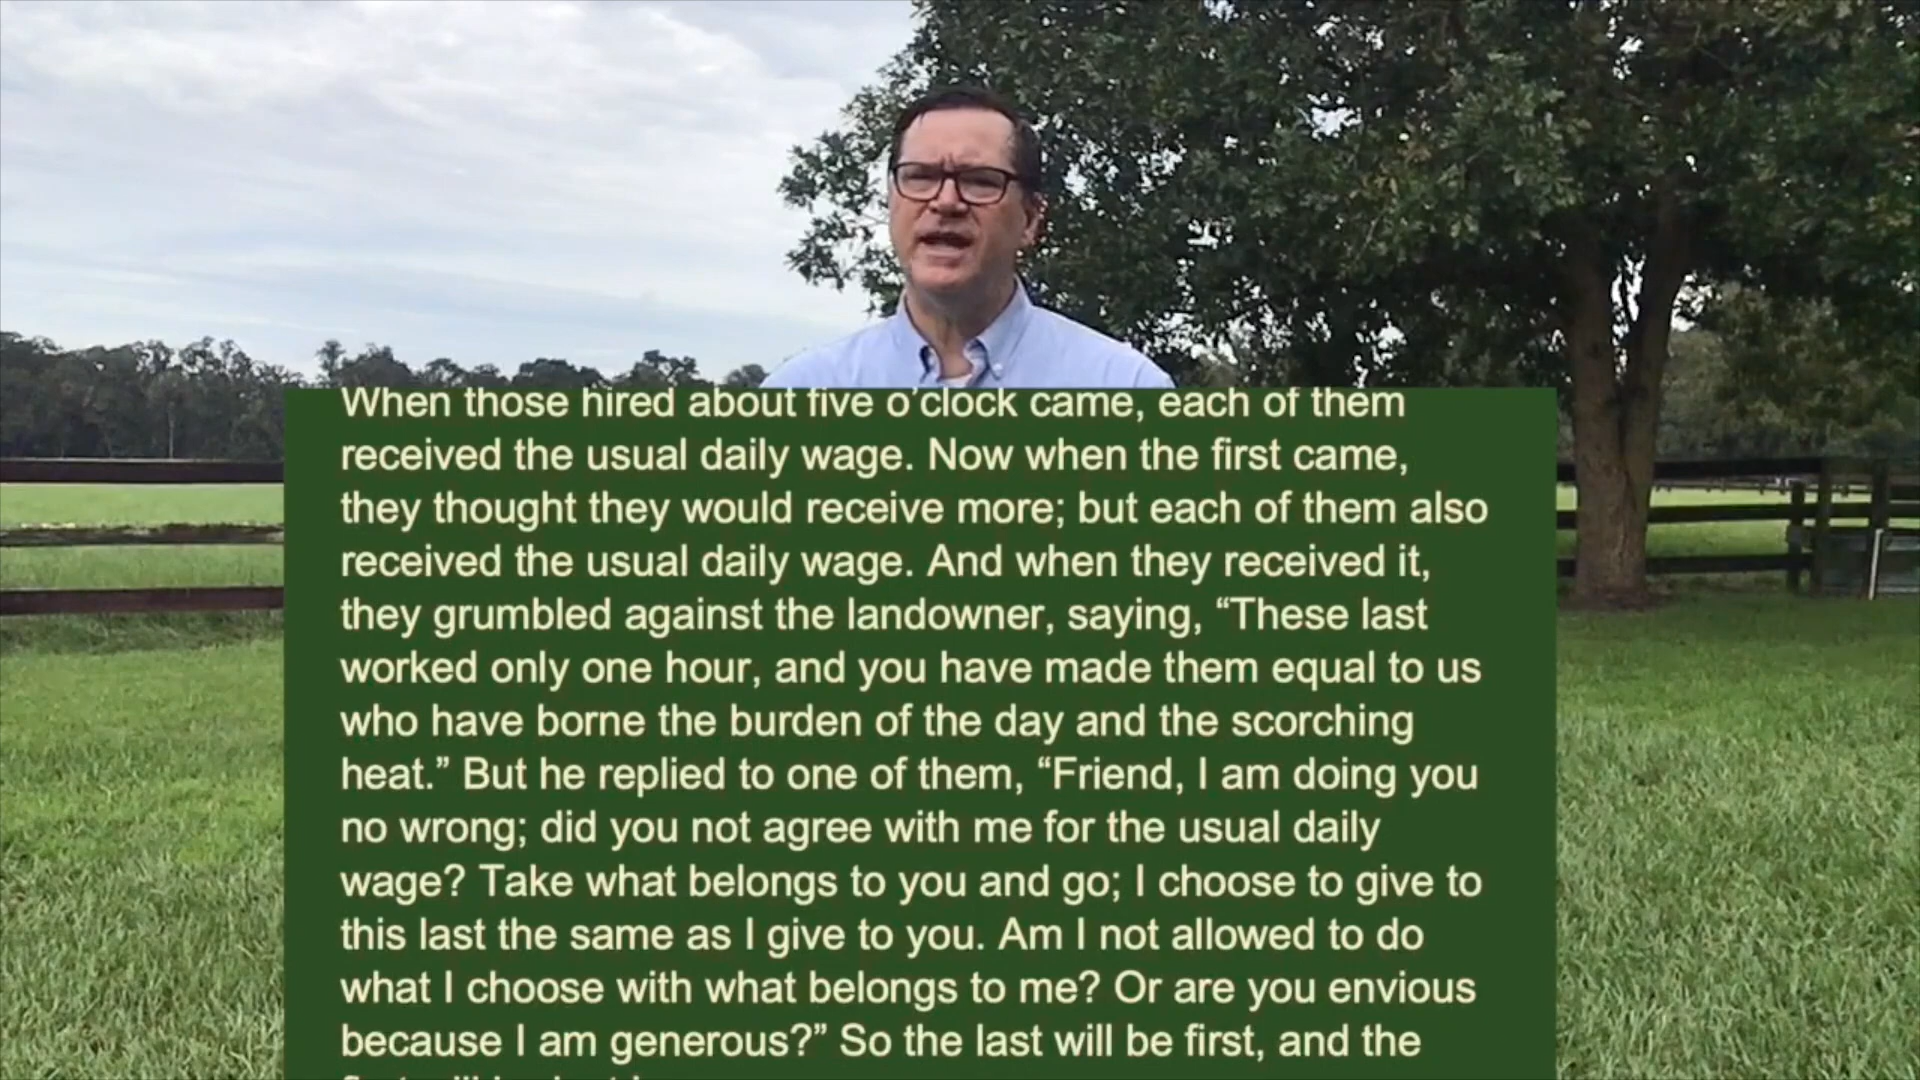 When those hired about five o’clock came, each of them
received the usual daily wage. Now when the first came,
they thought they would receive more; but each of them also
received the usual daily wage. And when they received it,
they grumbled against the landowner, saying, “These last
worked only one hour, and you have made them equal to us
who have borne the burden of the day and the scorching
heat.” But he replied to one of them, “Friend, I am doing you
no wrong; did you not agree with me for the usual daily
wage? Take what belongs to you and go; I choose to give to
this last the same as I give to you. Am I not allowed to do
what I choose with what belongs to me? Or are you envious
because I am generous?” So the last will be first, and the